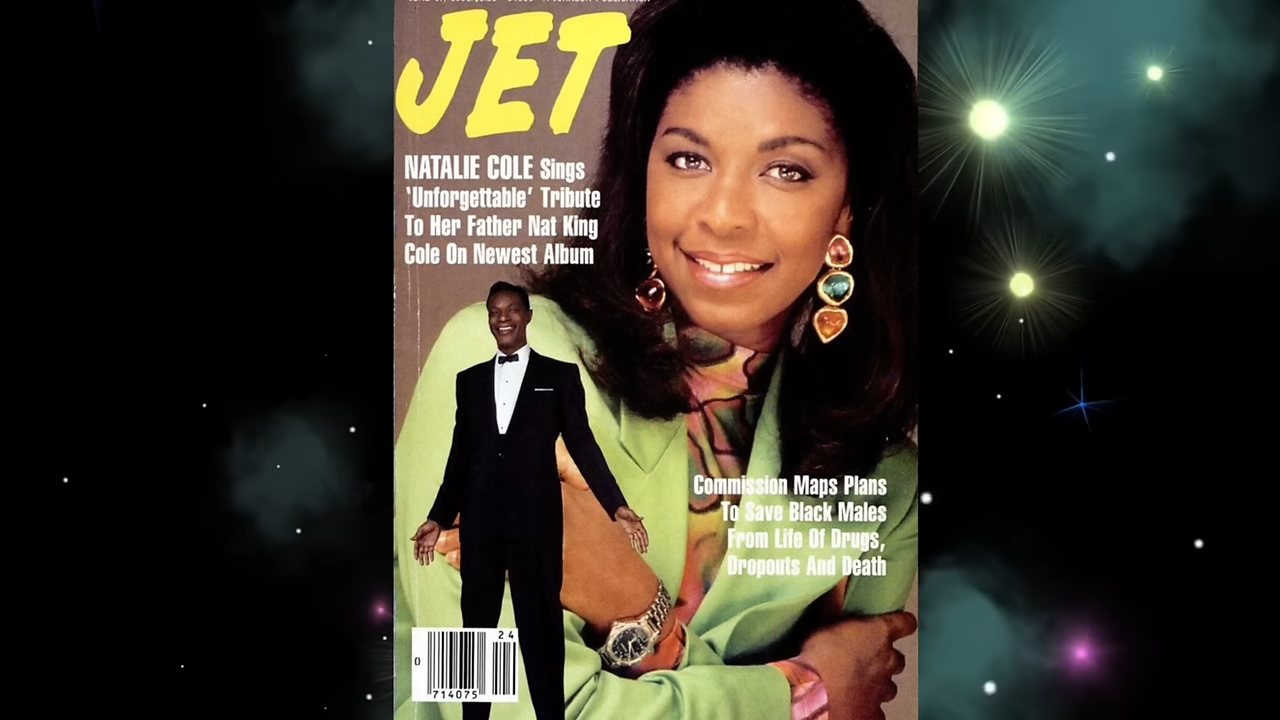 JET
NATALIE COLE Sings
'Unforgettable' Tribute
To Her Father Nat King
Cole On Newest Album
Commission Maps Plans
To Save Black Males
From Life Of Drugs,
Dropouts And Death
24
0
714075